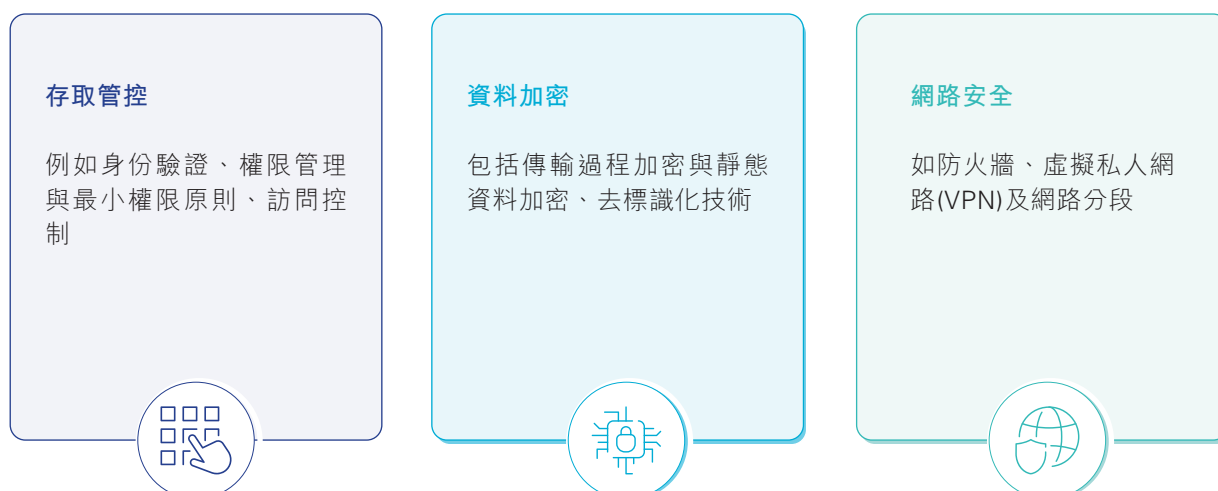 存取管控
例如身份驗證、權限管理
與最小權限原則、訪問控
制
資料加密
包括傳輸過程加密與靜態
資料加密、去標識化技術
網路安全
如防火牆、虛擬私人網
路(VPN)及網路分段